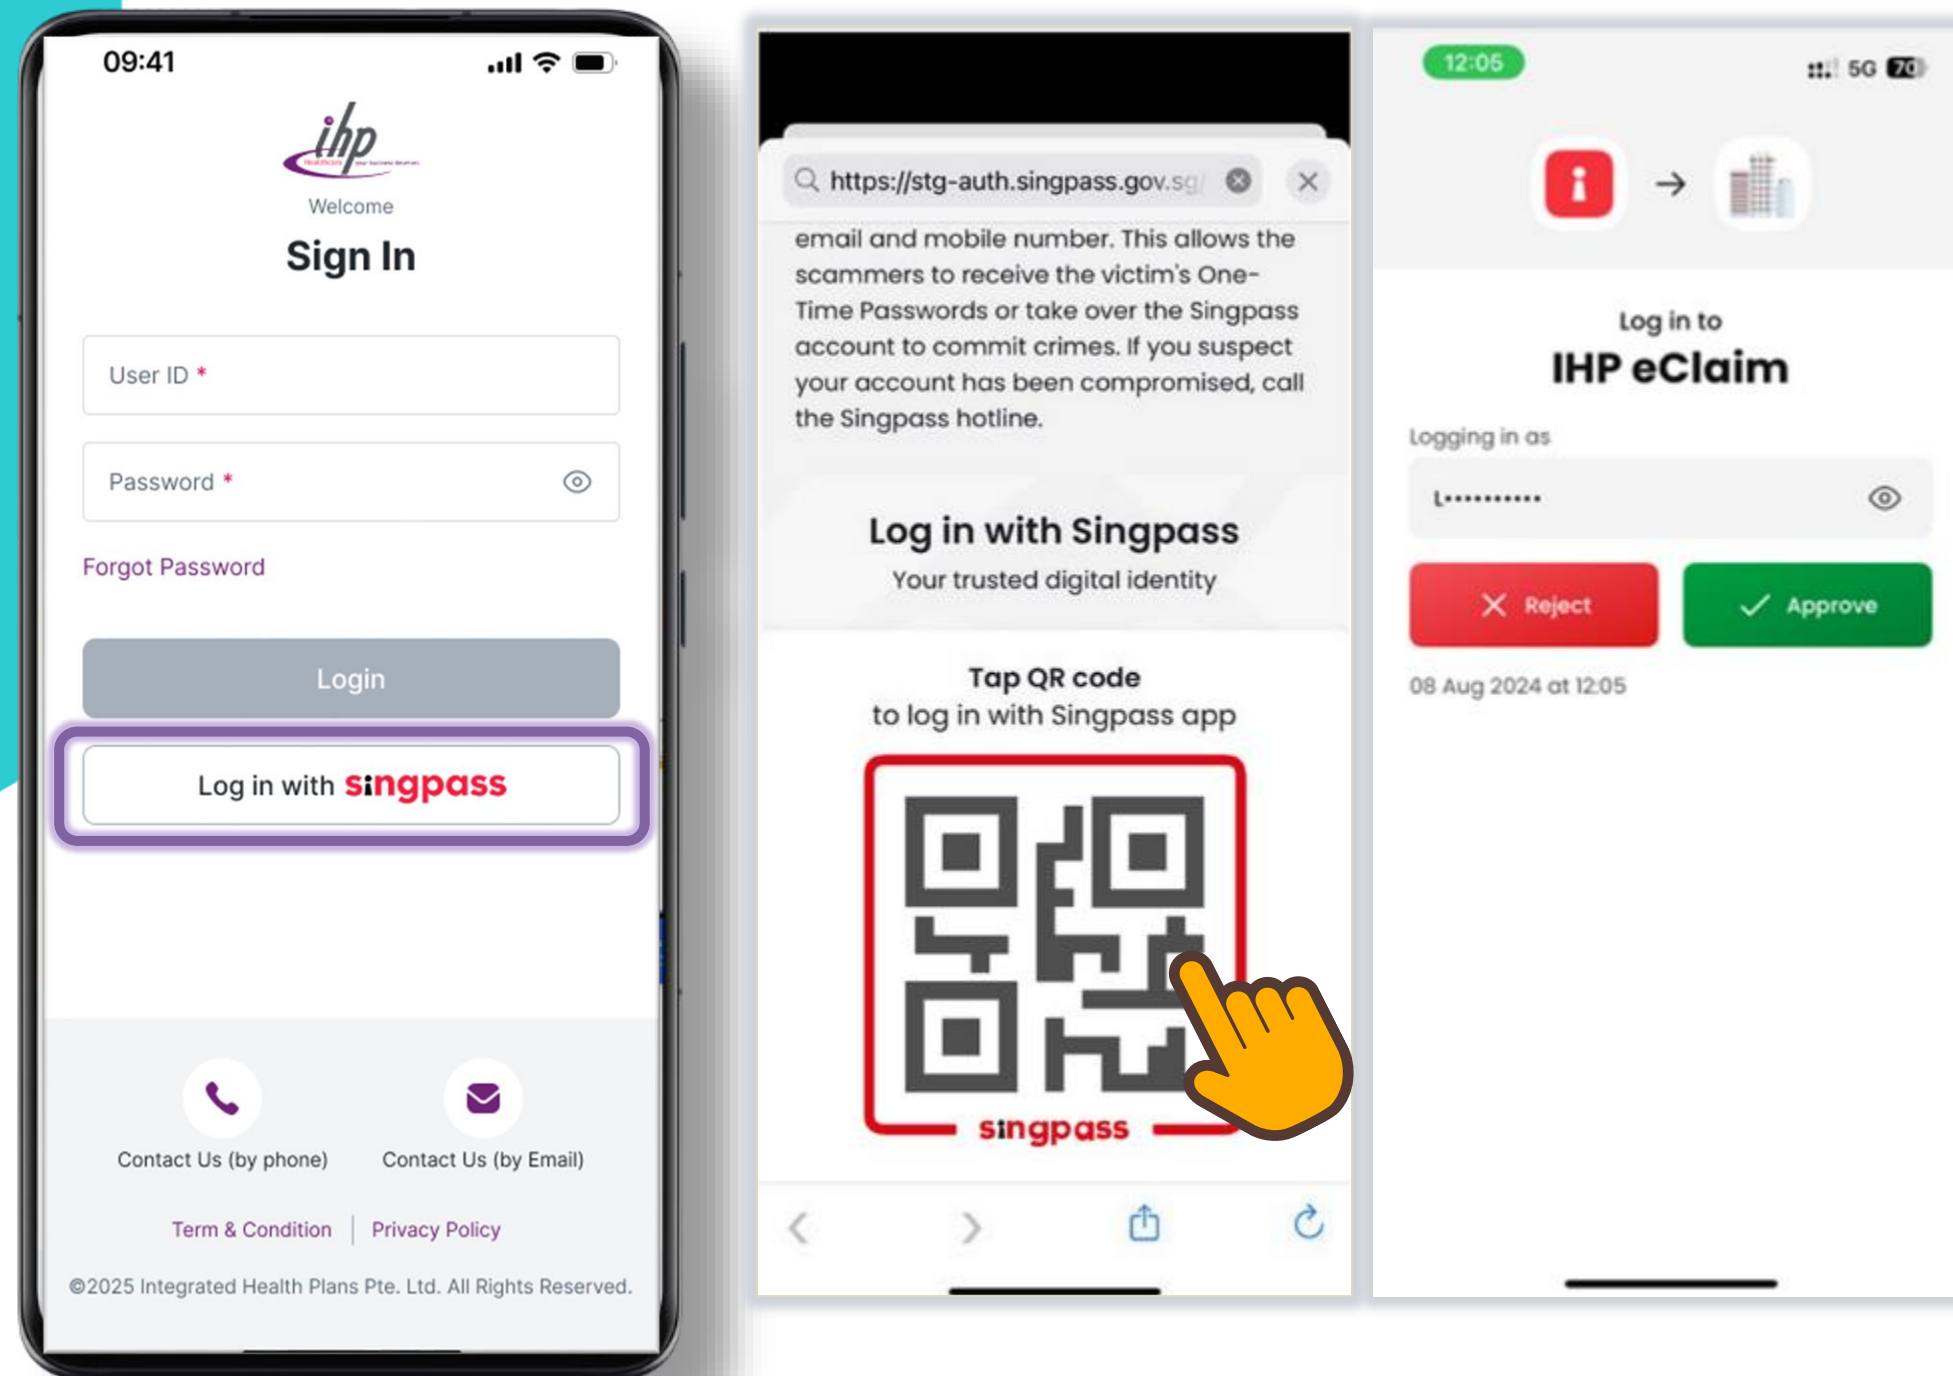 09:41
ihp
Welcome
Sign In
User ID *
Password *
Forgot Password
Login
Log in with singpass
Contact Us (by phone)
Contact Us (by Email)
Term & Condition
Privacy Policy
©2025 Integrated Health Plans Pte. Ltd. All Rights Reserved.
https://stg-auth.singpass.gov.sg/
email and mobile number. This allows the
scammers to receive the victim's One-
Time Passwords or take over the Singpass
account to commit crimes. If you suspect
your account has been compromised, call
the Singpass hotline.
Log in with Singpass
Your trusted digital identity
Tap QR code
to log in with Singpass app
singpass
12:05
5G 70
Log in to
IHP eClaim
Logging in as
L••••••••••
Reject
Approve
08 Aug 2024 at 12:05